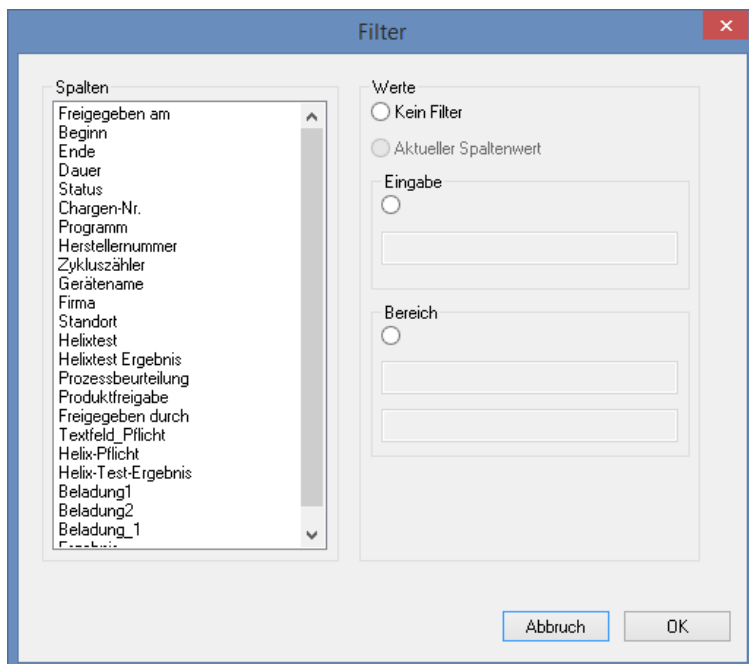 Filter
Spalten
Freigegeben am
Beginn
Ende
Dauer
Status
Chargen-Nr.
Programm
Herstellernummer
Zykluszähler
Gerätename
Firma
Standort
Helixtest
Helixtest Ergebnis
Prozessbeurteilung
Produktfreigabe
Freigegeben durch
Textfeld_Pflicht
Helix-Pflicht
Helix-Test-Ergebnis
Beladung1
Beladung2
Beladung_1
Werte
Kein Filter
Aktueller Spaltenwert
Eingabe
Bereich
Abbruch
OK